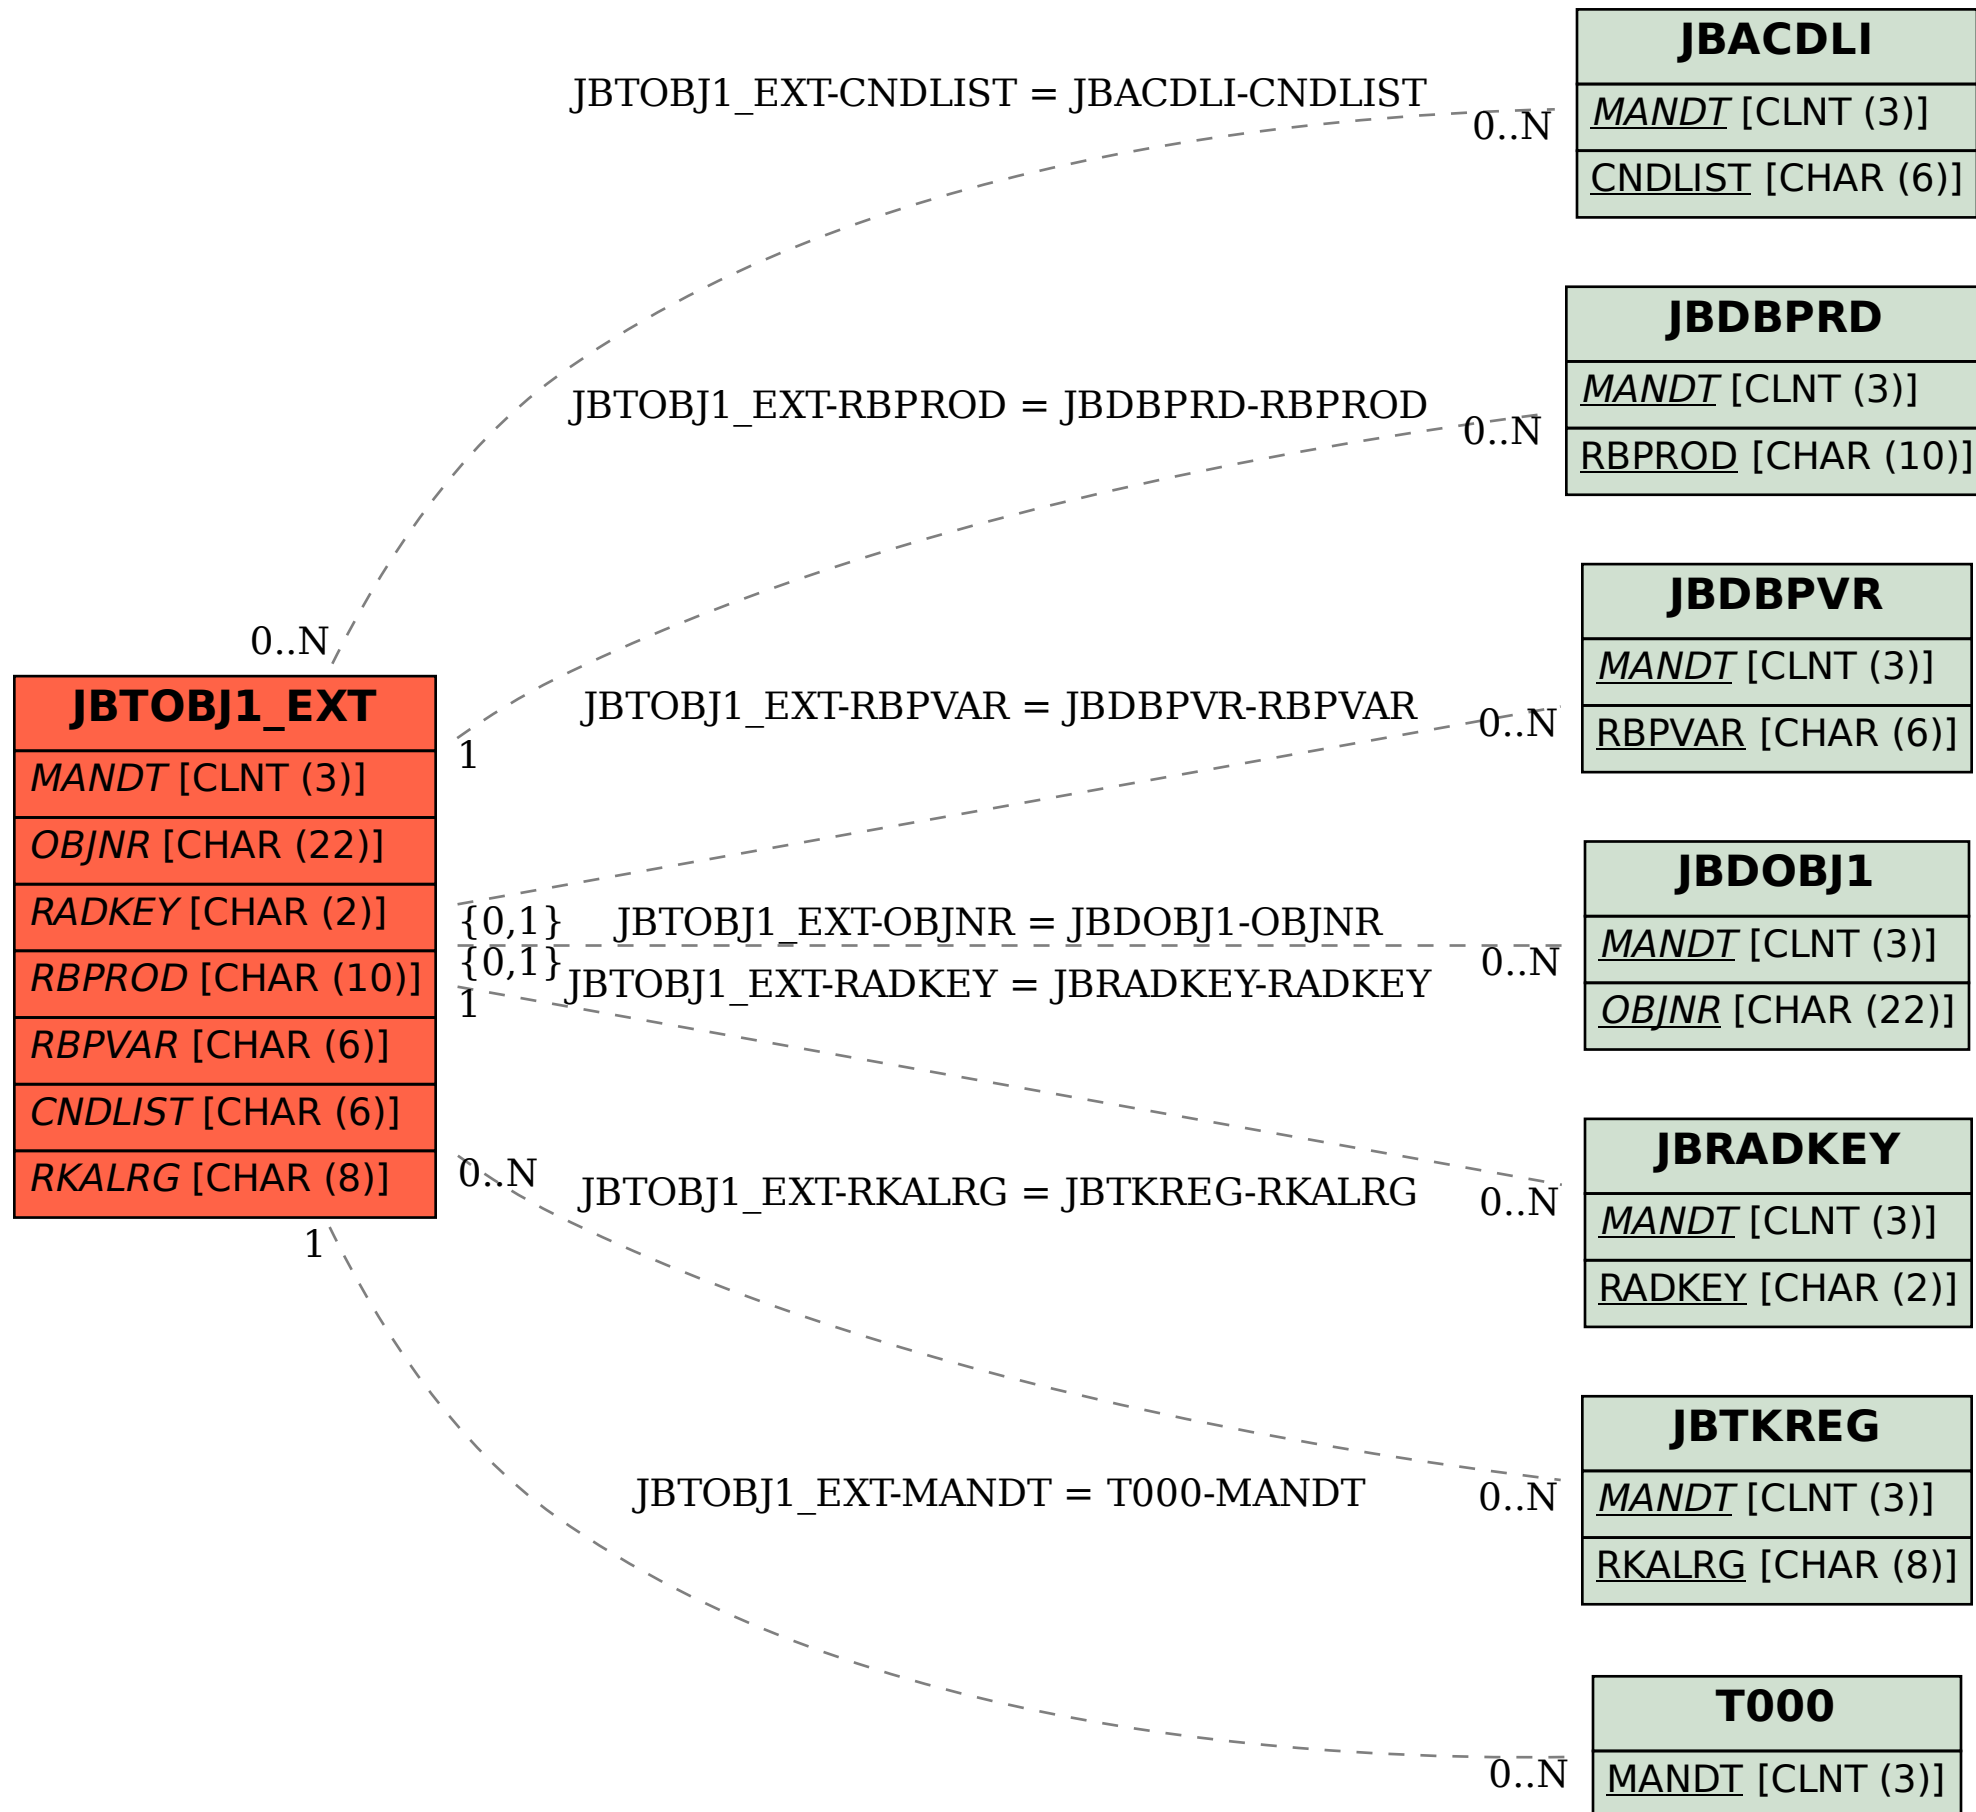 JBACDLI
MANDT [CLNT (3)]
CNDLIST [CHAR (6)]
JBTOBJ1_EXT-CNDLIST = JBACDLI-CNDLIST
0..N
0..N
JBDBPRD
MANDT [CLNT (3)]
RBPROD [CHAR (10)]
JBTOBJ1_EXT-RBPROD = JBDBPRD-RBPROD
0..N
1
JBDBPVR
MANDT [CLNT (3)]
RBPVAR [CHAR (6)]
JBTOBJ1_EXT-RBPVAR = JBDBPVR-RBPVAR
0..N
{0,1}
JBTOBJ1_EXT
MANDT [CLNT (3)]
OBJNR [CHAR (22)]
RADKEY [CHAR (2)]
RBPROD [CHAR (10)]
RBPVAR [CHAR (6)]
CNDLIST [CHAR (6)]
RKALRG [CHAR (8)]
JBDOBJ1
MANDT [CLNT (3)]
OBJNR [CHAR (22)]
JBTOBJ1_EXT-OBJNR = JBDOBJ1-OBJNR
0..N
{0,1}
JBTOBJ1_EXT-RADKEY = JBRADKEY-RADKEY
1
0..N
JBRADKEY
MANDT [CLNT (3)]
RADKEY [CHAR (2)]
0..N
JBTOBJ1_EXT-RKALRG = JBTKREG-RKALRG
0..N
JBTKREG
MANDT [CLNT (3)]
RKALRG [CHAR (8)]
1
JBTOBJ1_EXT-MANDT = T000-MANDT
0..N
T000
MANDT [CLNT (3)]